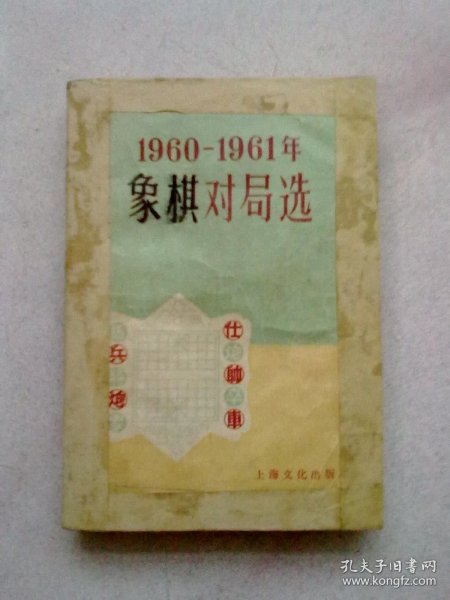 1960-1961年
象棋对局选
仕
兵
帥
炮
車
上海文化出版
孔夫子旧书网
www.kongfz.com